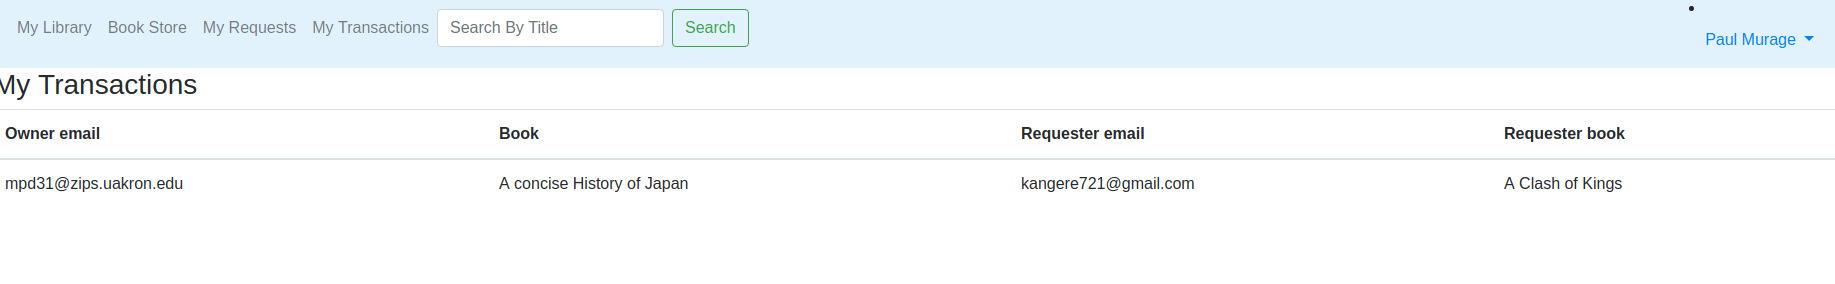 My Library Book Store My Requests My Transactions Search By Title Search Paul Murage
My Transactions
Owner email Book Requester email Requester book
mpd31@zips.uakron.edu A concise History of Japan kangere721@gmail.com A Clash of Kings